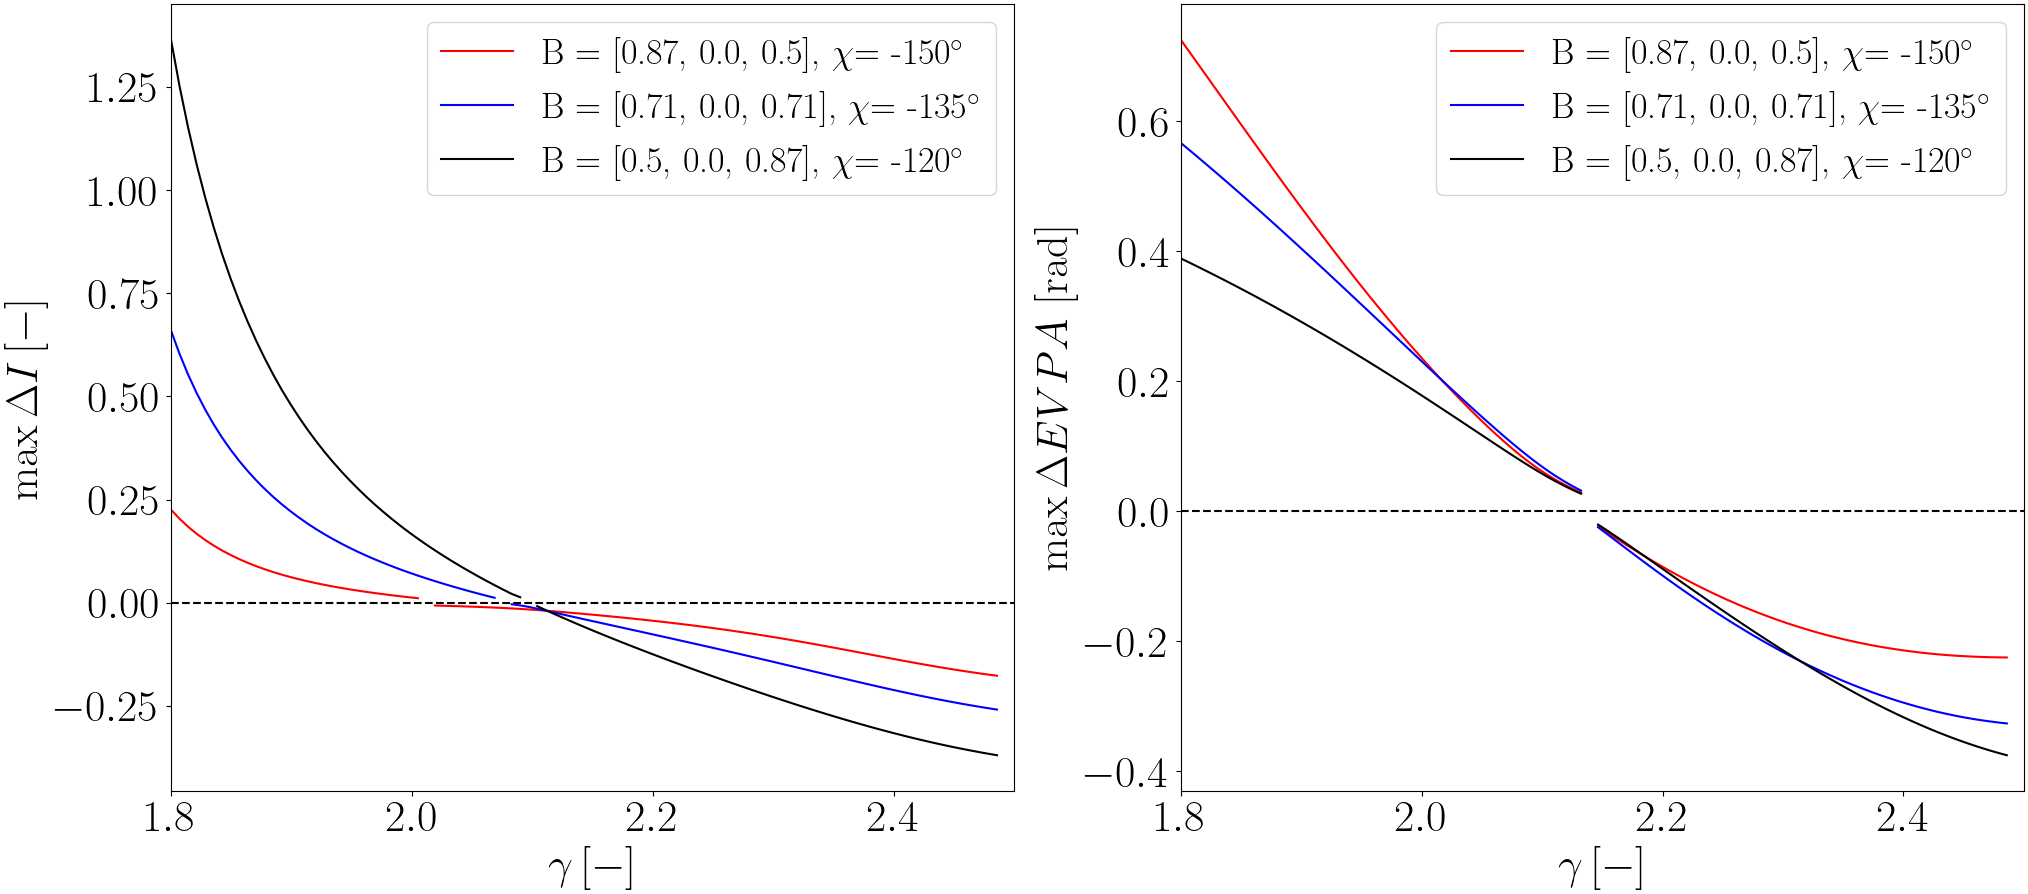 B = [0.87, 0.0, 0.5], χ= -150°
B = [0.71, 0.0, 0.71], χ= -135°
B = [0.5, 0.0, 0.87], χ= -120°
max ΔI [−]
1.25
1.00
0.75
0.50
0.25
0.00
−0.25
1.8
2.0
2.2
2.4
γ [−]
B = [0.87, 0.0, 0.5], χ= -150°
B = [0.71, 0.0, 0.71], χ= -135°
B = [0.5, 0.0, 0.87], χ= -120°
max ΔEVPA [rad]
0.6
0.4
0.2
0.0
−0.2
−0.4
1.8
2.0
2.2
2.4
γ [−]